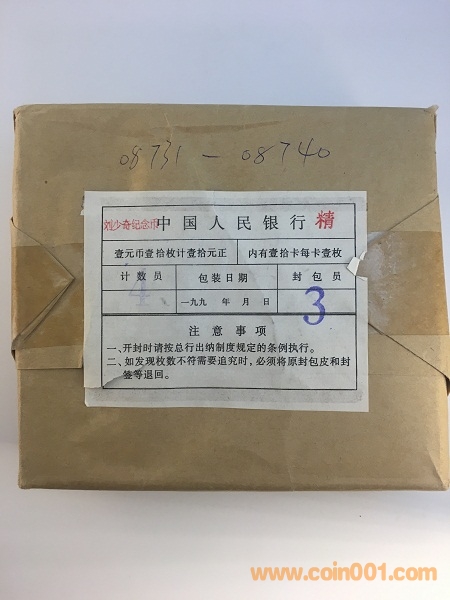 08731 — 08740
刘少奇纪念币 中国人民银行 精
壹元币壹拾枚计壹拾元正 内有壹拾卡每卡壹枚
计数员 包装日期 封包员
4 一九九 年 月 日 3
注意事项
一、开封时请按总行出纳制度规定的条例执行。
二、如发现枚数不符需要追究时，必须将原封包皮和封
签等退回。
www.coin001.com